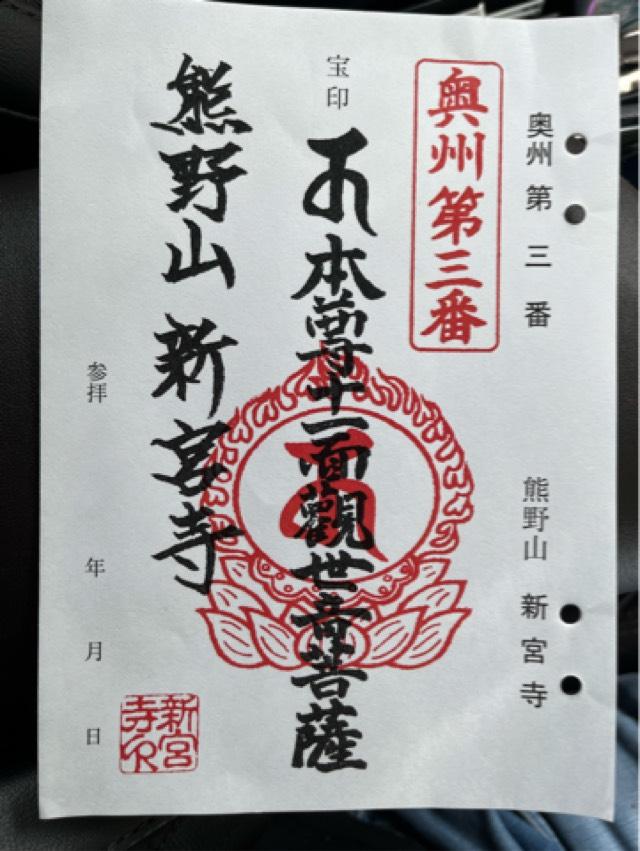 奥州第三番
熊野山 新宮寺
奥州第三番
宝印
本尊十一面觀世音菩薩
熊野山 新宮寺
参拝 年 月 日
新宮寺印